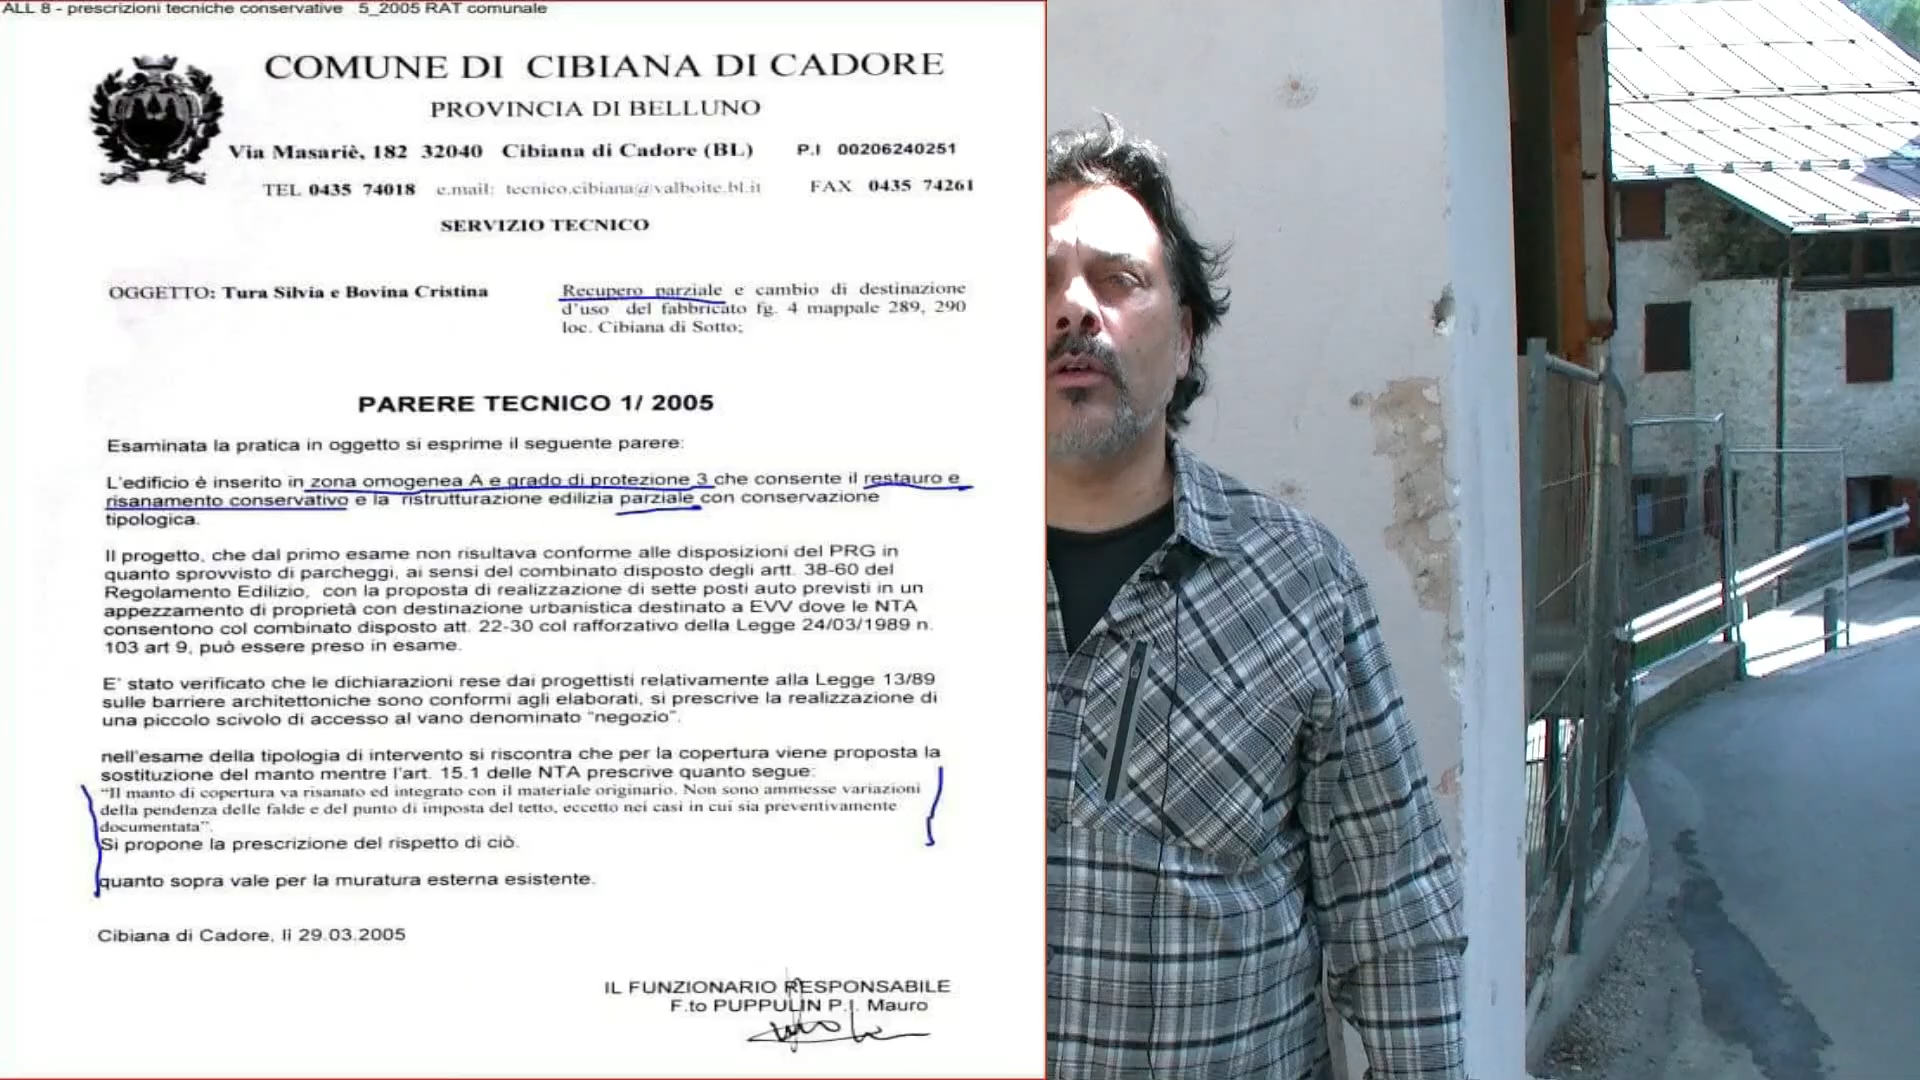 ALL 8 - prescrizioni tecniche conservative 5_2005 RAT comunale
COMUNE DI CIBIANA DI CADORE
PROVINCIA DI BELLUNO
Via Masariè, 182 32040 Cibiana di Cadore (BL) P.I 00206240251
TEL 0435 74018 e.mail: tecnico.cibiana@valboite.bl.it FAX 0435 74261
SERVIZIO TECNICO
OGGETTO: Tura Silvia e Bovina Cristina
Recupero parziale e cambio di destinazione
d'uso del fabbricato fg. 4 mappale 289, 290
loc. Cibiana di Sotto;
PARERE TECNICO 1/ 2005
Esaminata la pratica in oggetto si esprime il seguente parere:
L'edificio è inserito in zona omogenea A e grado di protezione 3 che consente il restauro e
risanamento conservativo e la ristrutturazione edilizia parziale con conservazione
tipologica.
Il progetto, che dal primo esame non risultava conforme alle disposizioni del PRG in
quanto sprovvisto di parcheggi, ai sensi del combinato disposto degli artt. 38-60 del
Regolamento Edilizio, con la proposta di realizzazione di sette posti auto previsti in un
appezzamento di proprietà con destinazione urbanistica destinato a EVV dove le NTA
consentono col combinato disposto att. 22-30 col rafforzativo della Legge 24/03/1989 n.
103 art 9, può essere preso in esame.
E' stato verificato che le dichiarazioni rese dai progettisti relativamente alla Legge 13/89
sulle barriere architettoniche sono conformi agli elaborati, si prescrive la realizzazione di
una piccolo scivolo di accesso al vano denominato "negozio".
nell'esame della tipologia di intervento si riscontra che per la copertura viene proposta la
sostituzione del manto mentre l'art. 15.1 delle NTA prescrive quanto segue:
"Il manto di copertura va risanato ed integrato con il materiale originario. Non sono ammesse variazioni
della pendenza delle falde e del punto di imposta del tetto, eccetto nei casi in cui sia preventivamente
documentata".
Si propone la prescrizione del rispetto di ciò.
quanto sopra vale per la muratura esterna esistente.
Cibiana di Cadore, lì 29.03.2005
IL FUNZIONARIO RESPONSABILE
F.to PUPPULIN P.I. Mauro